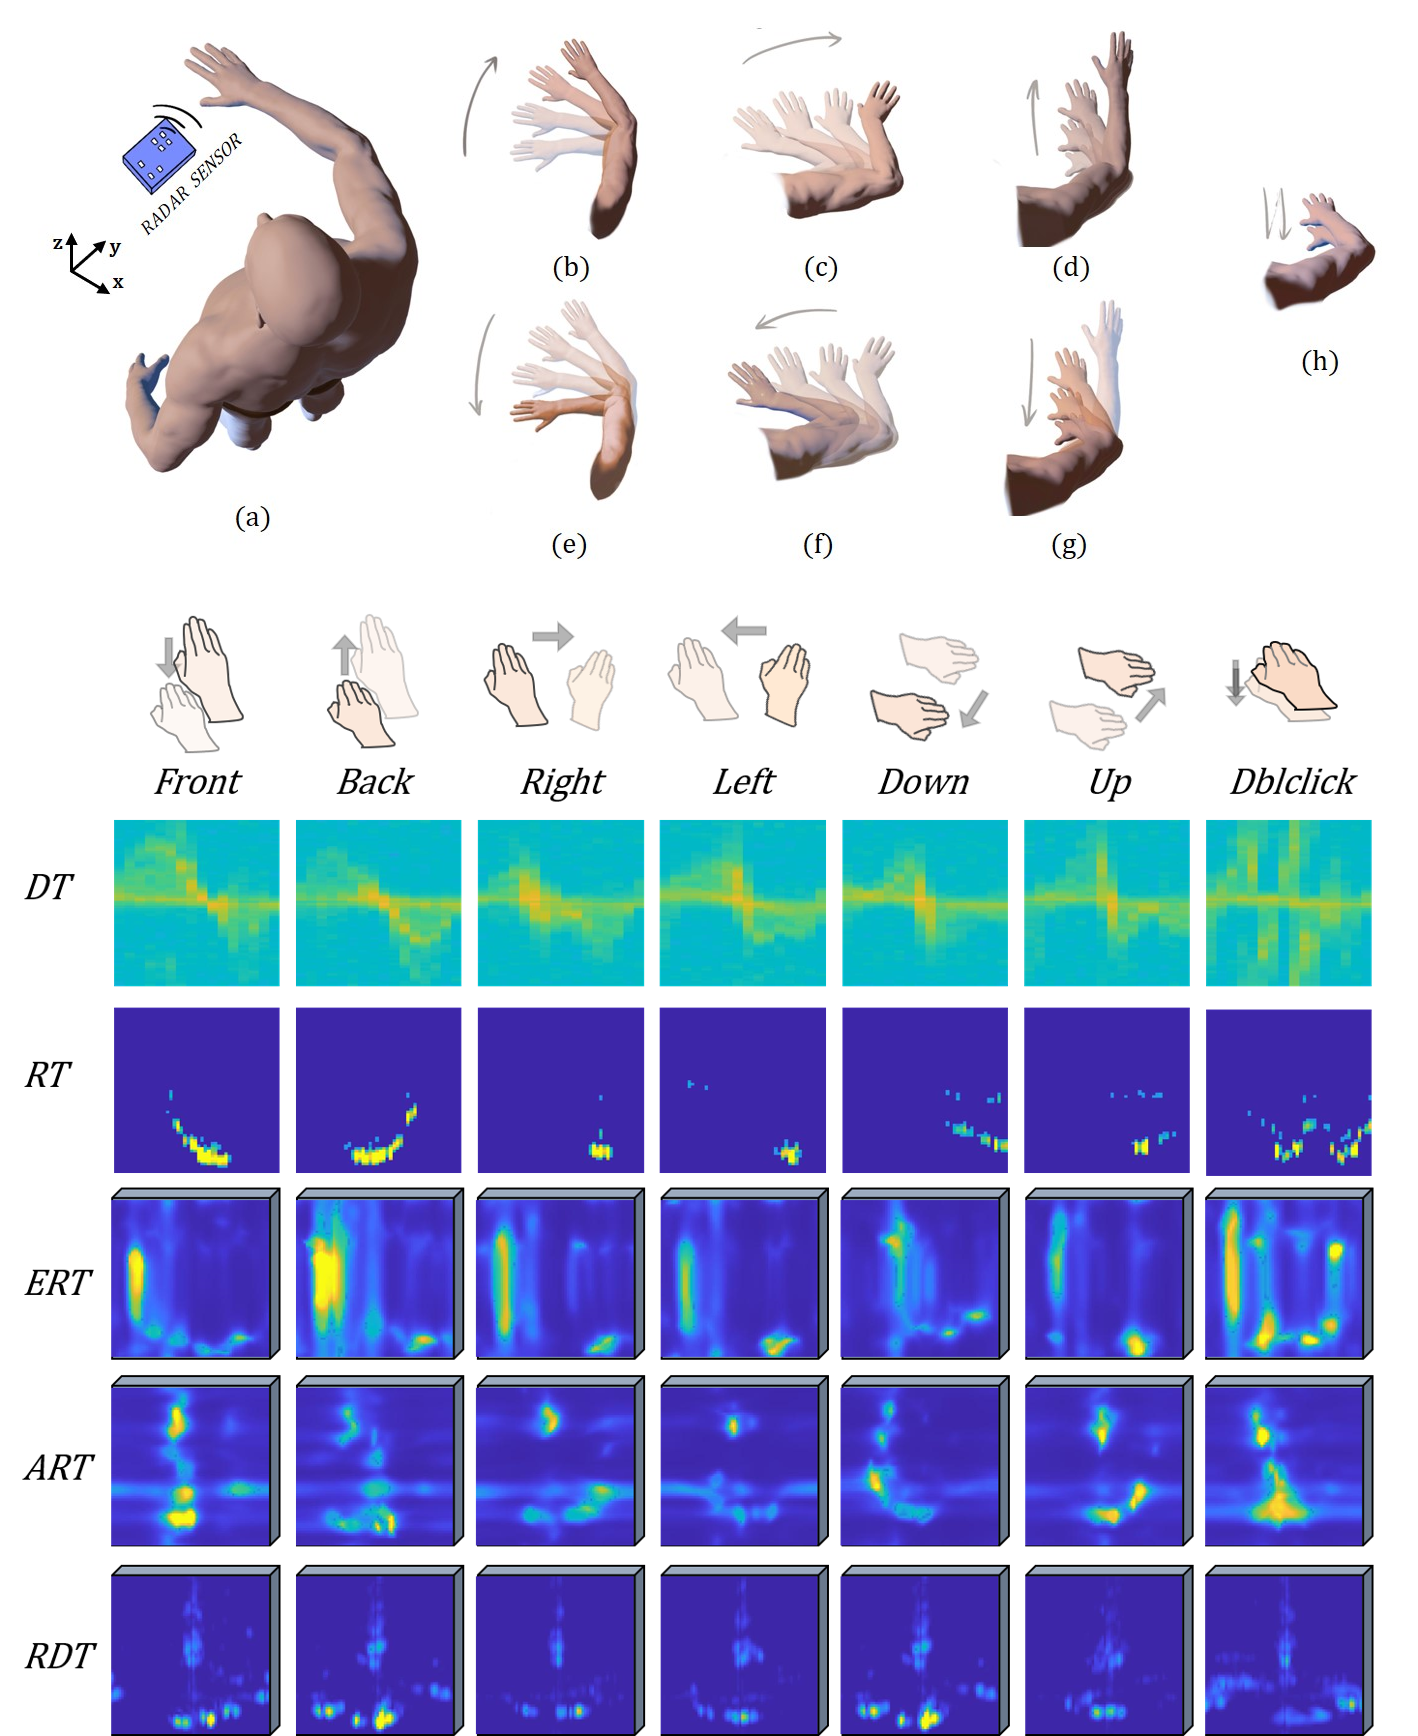 RADAR SENSOR
z
y
x
(a)
(b)
(c)
(d)
(e)
(f)
(g)
(h)
Front Back Right Left Down Up Dblclick
DT
RT
ERT
ART
RDT